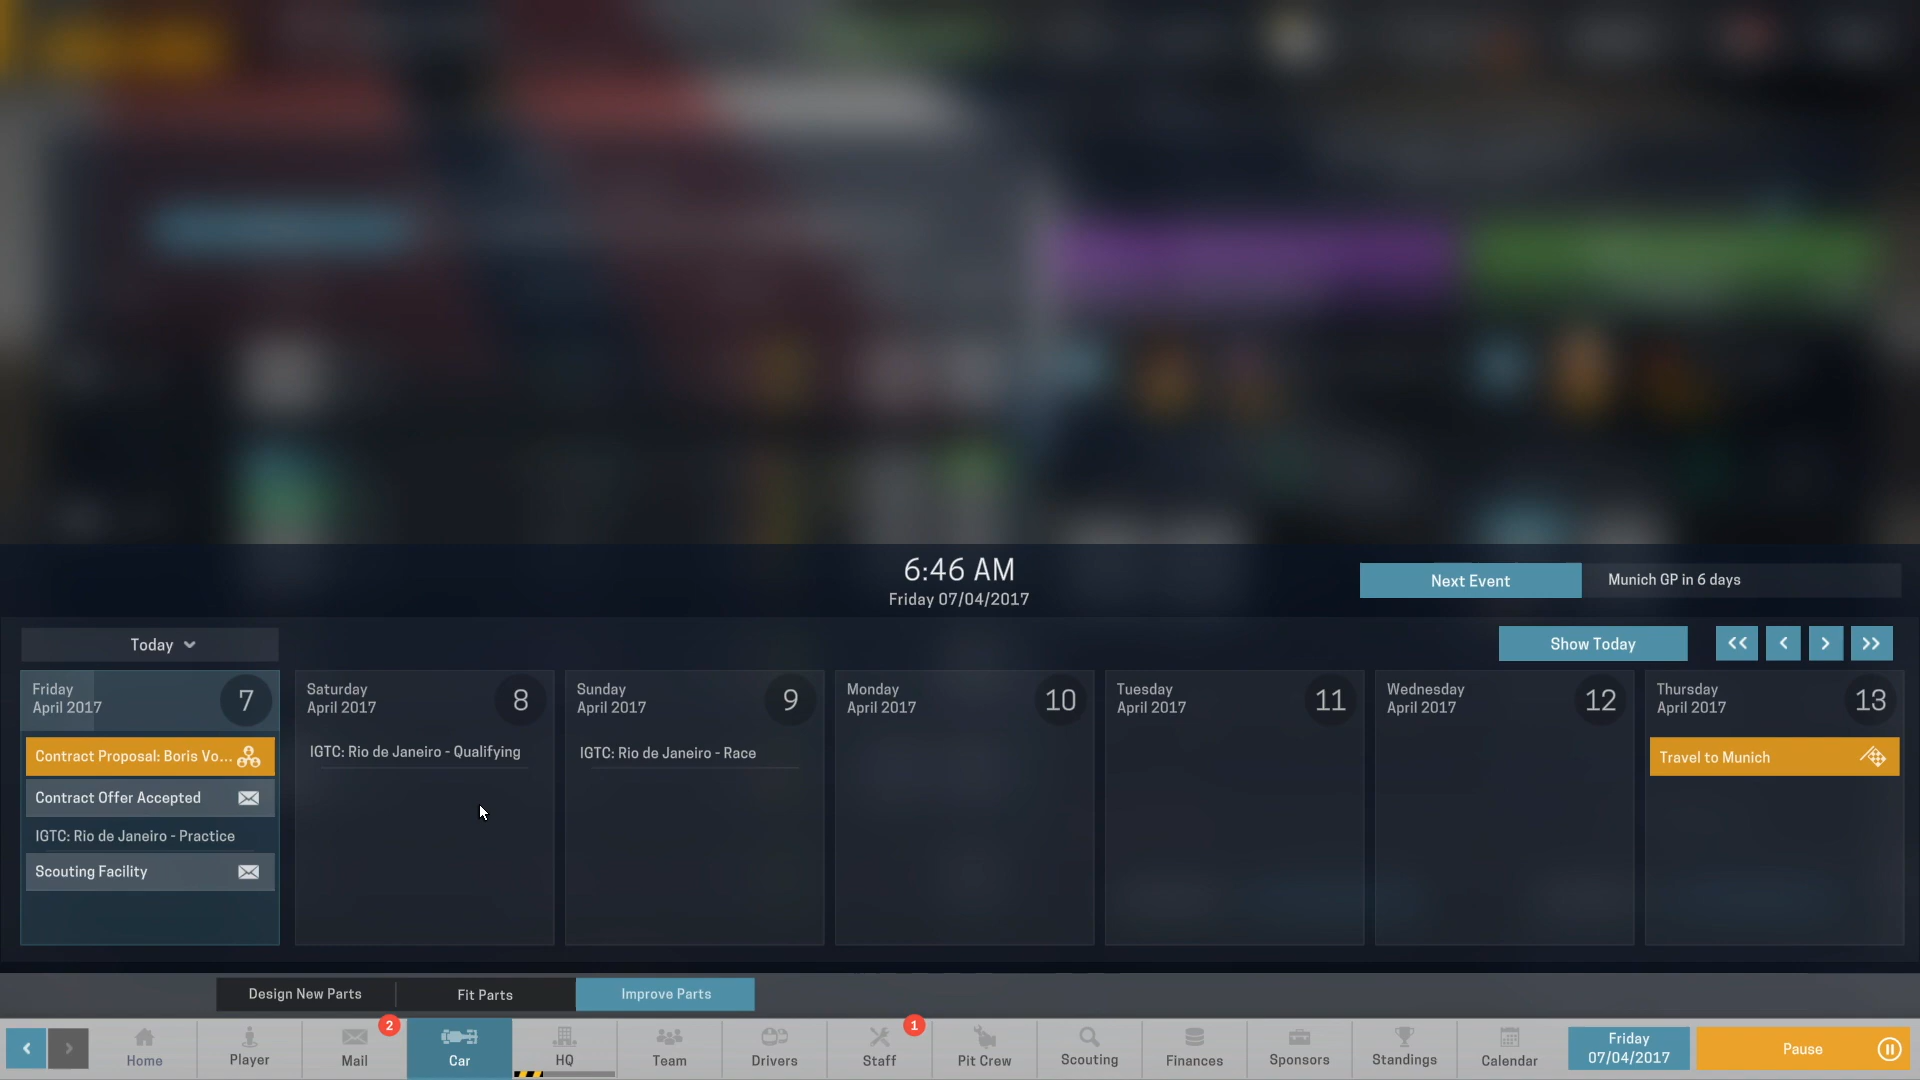 6:46 AM
Friday 07/04/2017
Next Event
Munich GP in 6 days
Today
Show Today
Friday
April 2017
7
Contract Proposal: Boris Vo...
Contract Offer Accepted
IGTC: Rio de Janeiro - Practice
Scouting Facility
Saturday
April 2017
8
IGTC: Rio de Janeiro - Qualifying
Sunday
April 2017
9
IGTC: Rio de Janeiro - Race
Monday
April 2017
10
Tuesday
April 2017
11
Wednesday
April 2017
12
Thursday
April 2017
13
Travel to Munich
Design New Parts
Fit Parts
Improve Parts
Home
Player
2
Mail
Car
HQ
Team
Drivers
1
Staff
Pit Crew
Scouting
Finances
Sponsors
Standings
Calendar
Friday
07/04/2017
Pause